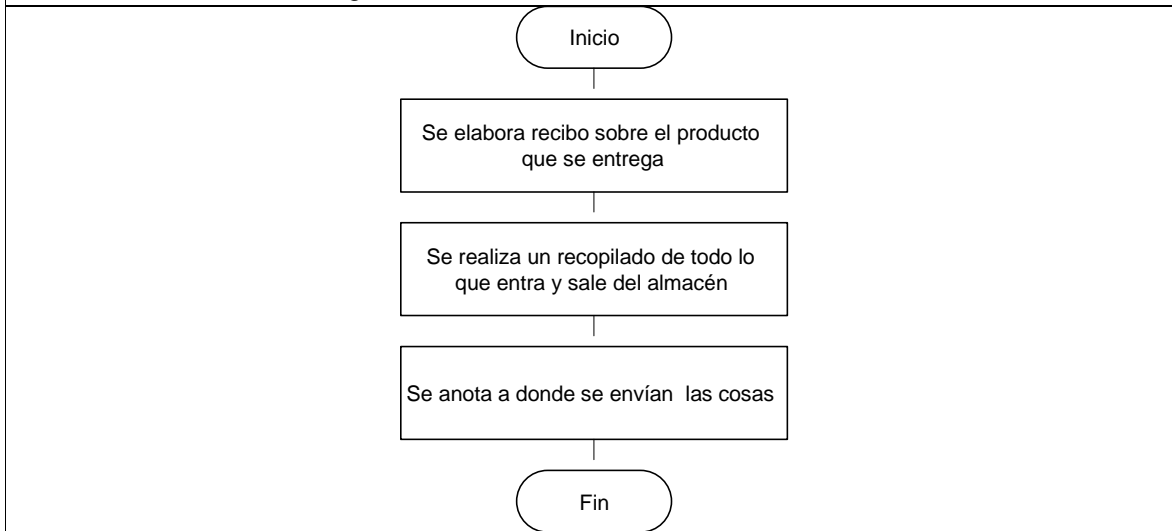 Inicio
Se elabora recibo sobre el producto
que se entrega
Se realiza un recopilado de todo lo
que entra y sale del almacén
Se anota a donde se envían las cosas
Fin